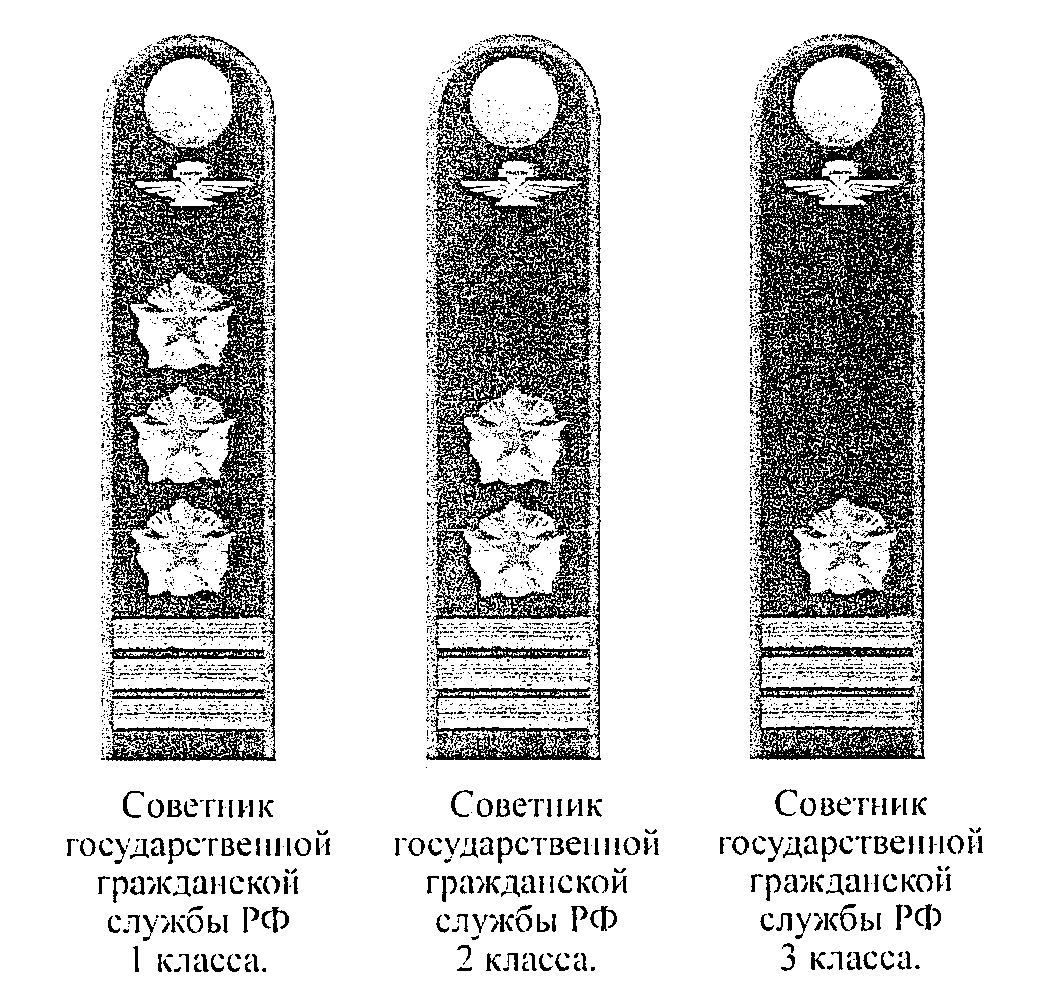 Советник
государственной
гражданской
службы РФ
1 класса.
Советник
государственной
гражданской
службы РФ
2 класса.
Советник
государственной
гражданской
службы РФ
3 класса.